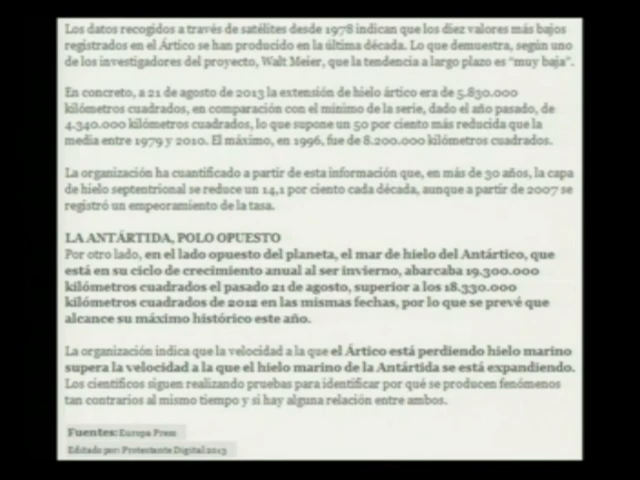 Los datos recogidos a través de satélites desde 1978 indican que los diez valores más bajos
registrados en el Ártico se han producido en la última década. Lo que demuestra, según uno
de los investigadores del proyecto, Walt Meier, que la tendencia a largo plazo es “muy baja”.
En concreto, a 21 de agosto de 2013 la extensión de hielo ártico era de 5.830.000
kilómetros cuadrados, en comparación con el mínimo de la serie, dado el año pasado, de
4.340.000 kilómetros cuadrados, lo que supone un 50 por ciento más reducida que la
media entre 1979 y 2010. El máximo, en 1996, fue de 8.200.000 kilómetros cuadrados.
La organización ha cuantificado a partir de esta información que, en más de 30 años, la capa
de hielo septentrional se reduce un 14,1 por ciento cada década, aunque a partir de 2007 se
registró un empeoramiento de la tasa.
LA ANTÁRTIDA, POLO OPUESTO
Por otro lado, en el lado opuesto del planeta, el mar de hielo del Antártico, que
está en su ciclo de crecimiento anual al ser invierno, abarcaba 19.300.000
kilómetros cuadrados el pasado 21 de agosto, superior a los 18.330.000
kilómetros cuadrados de 2012 en las mismas fechas, por lo que se prevé que
alcance su máximo histórico este año.
La organización indica que la velocidad a la que el Ártico está perdiendo hielo marino
supera la velocidad a la que el hielo marino de la Antártida se está expandiendo.
Los científicos siguen realizando pruebas para identificar por qué se producen fenómenos
tan contrarios al mismo tiempo y si hay alguna relación entre ambos.
Fuentes: Europa Press
Editado por: Protestante Digital 2013